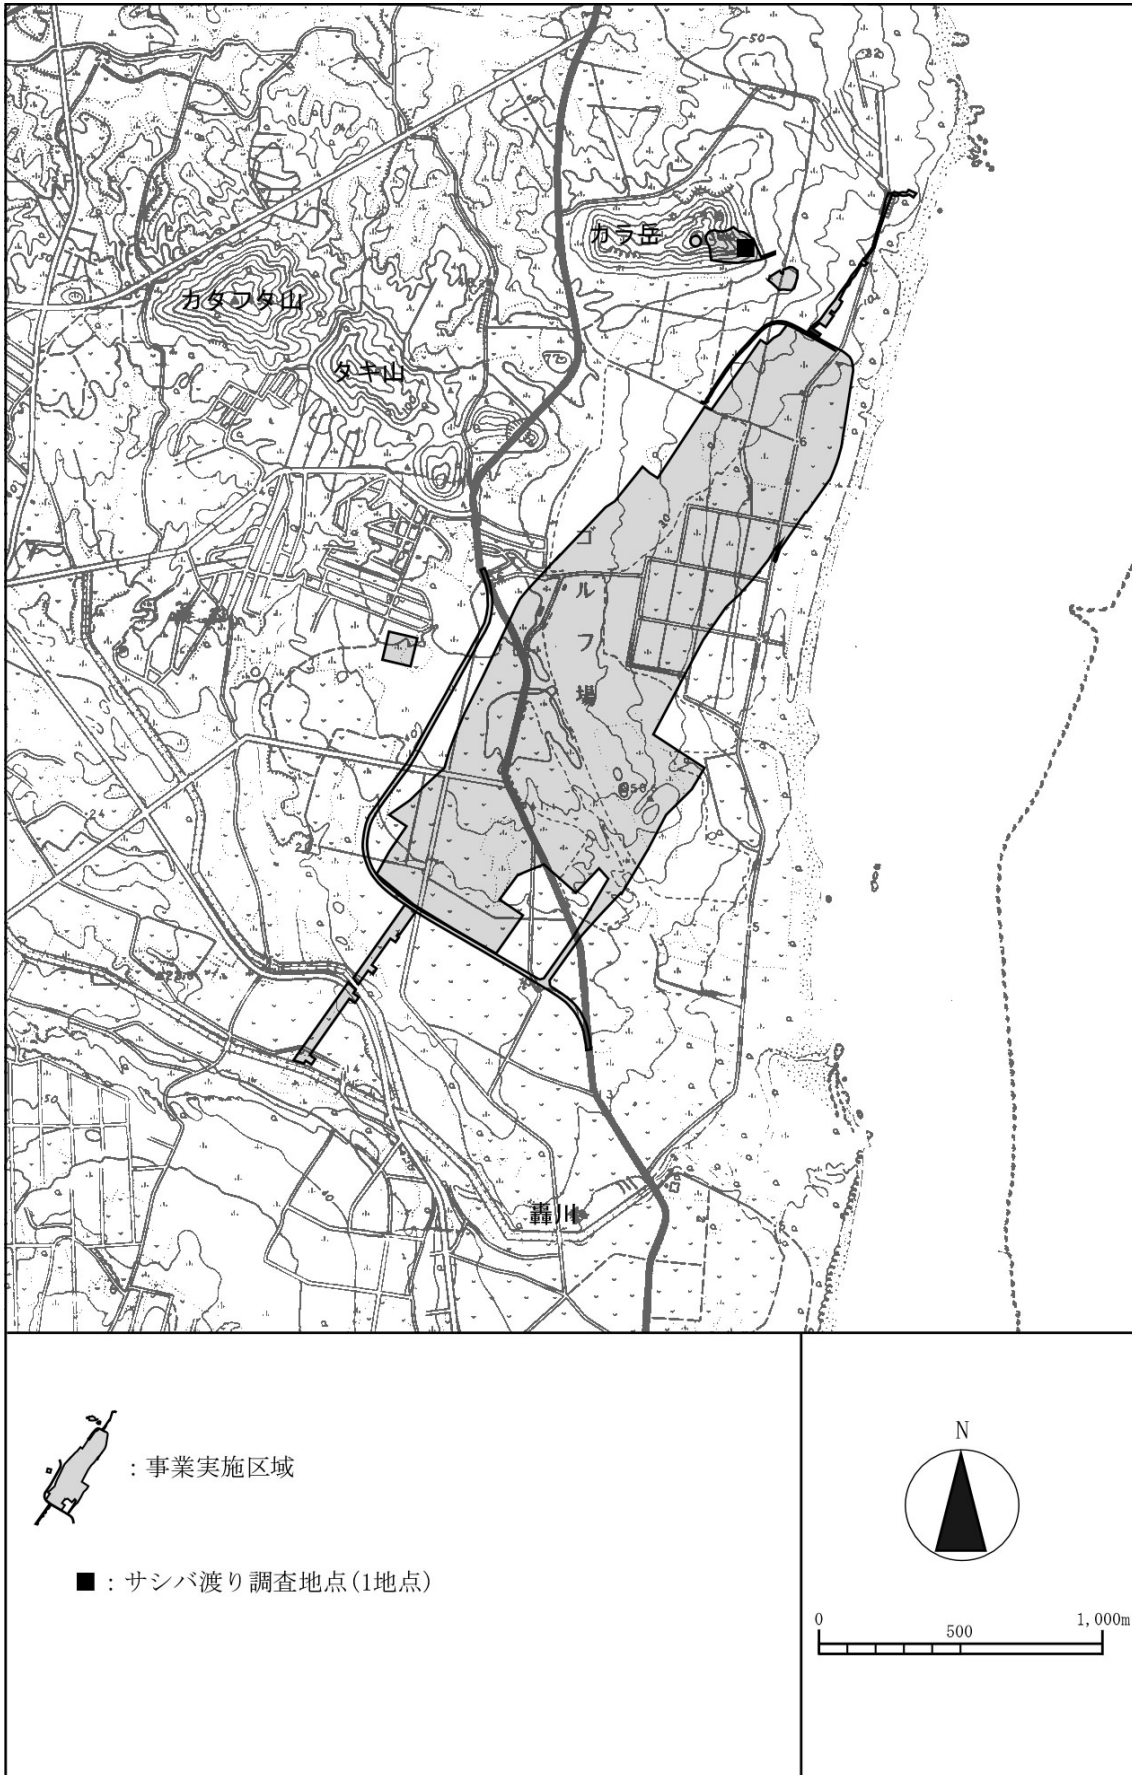 50
カラ岳
カタフタ山
タキ山
ゴルフ場
轟川
: 事業実施区域
■ : サシバ渡り調査地点(1地点)
N
0
500
1,000m